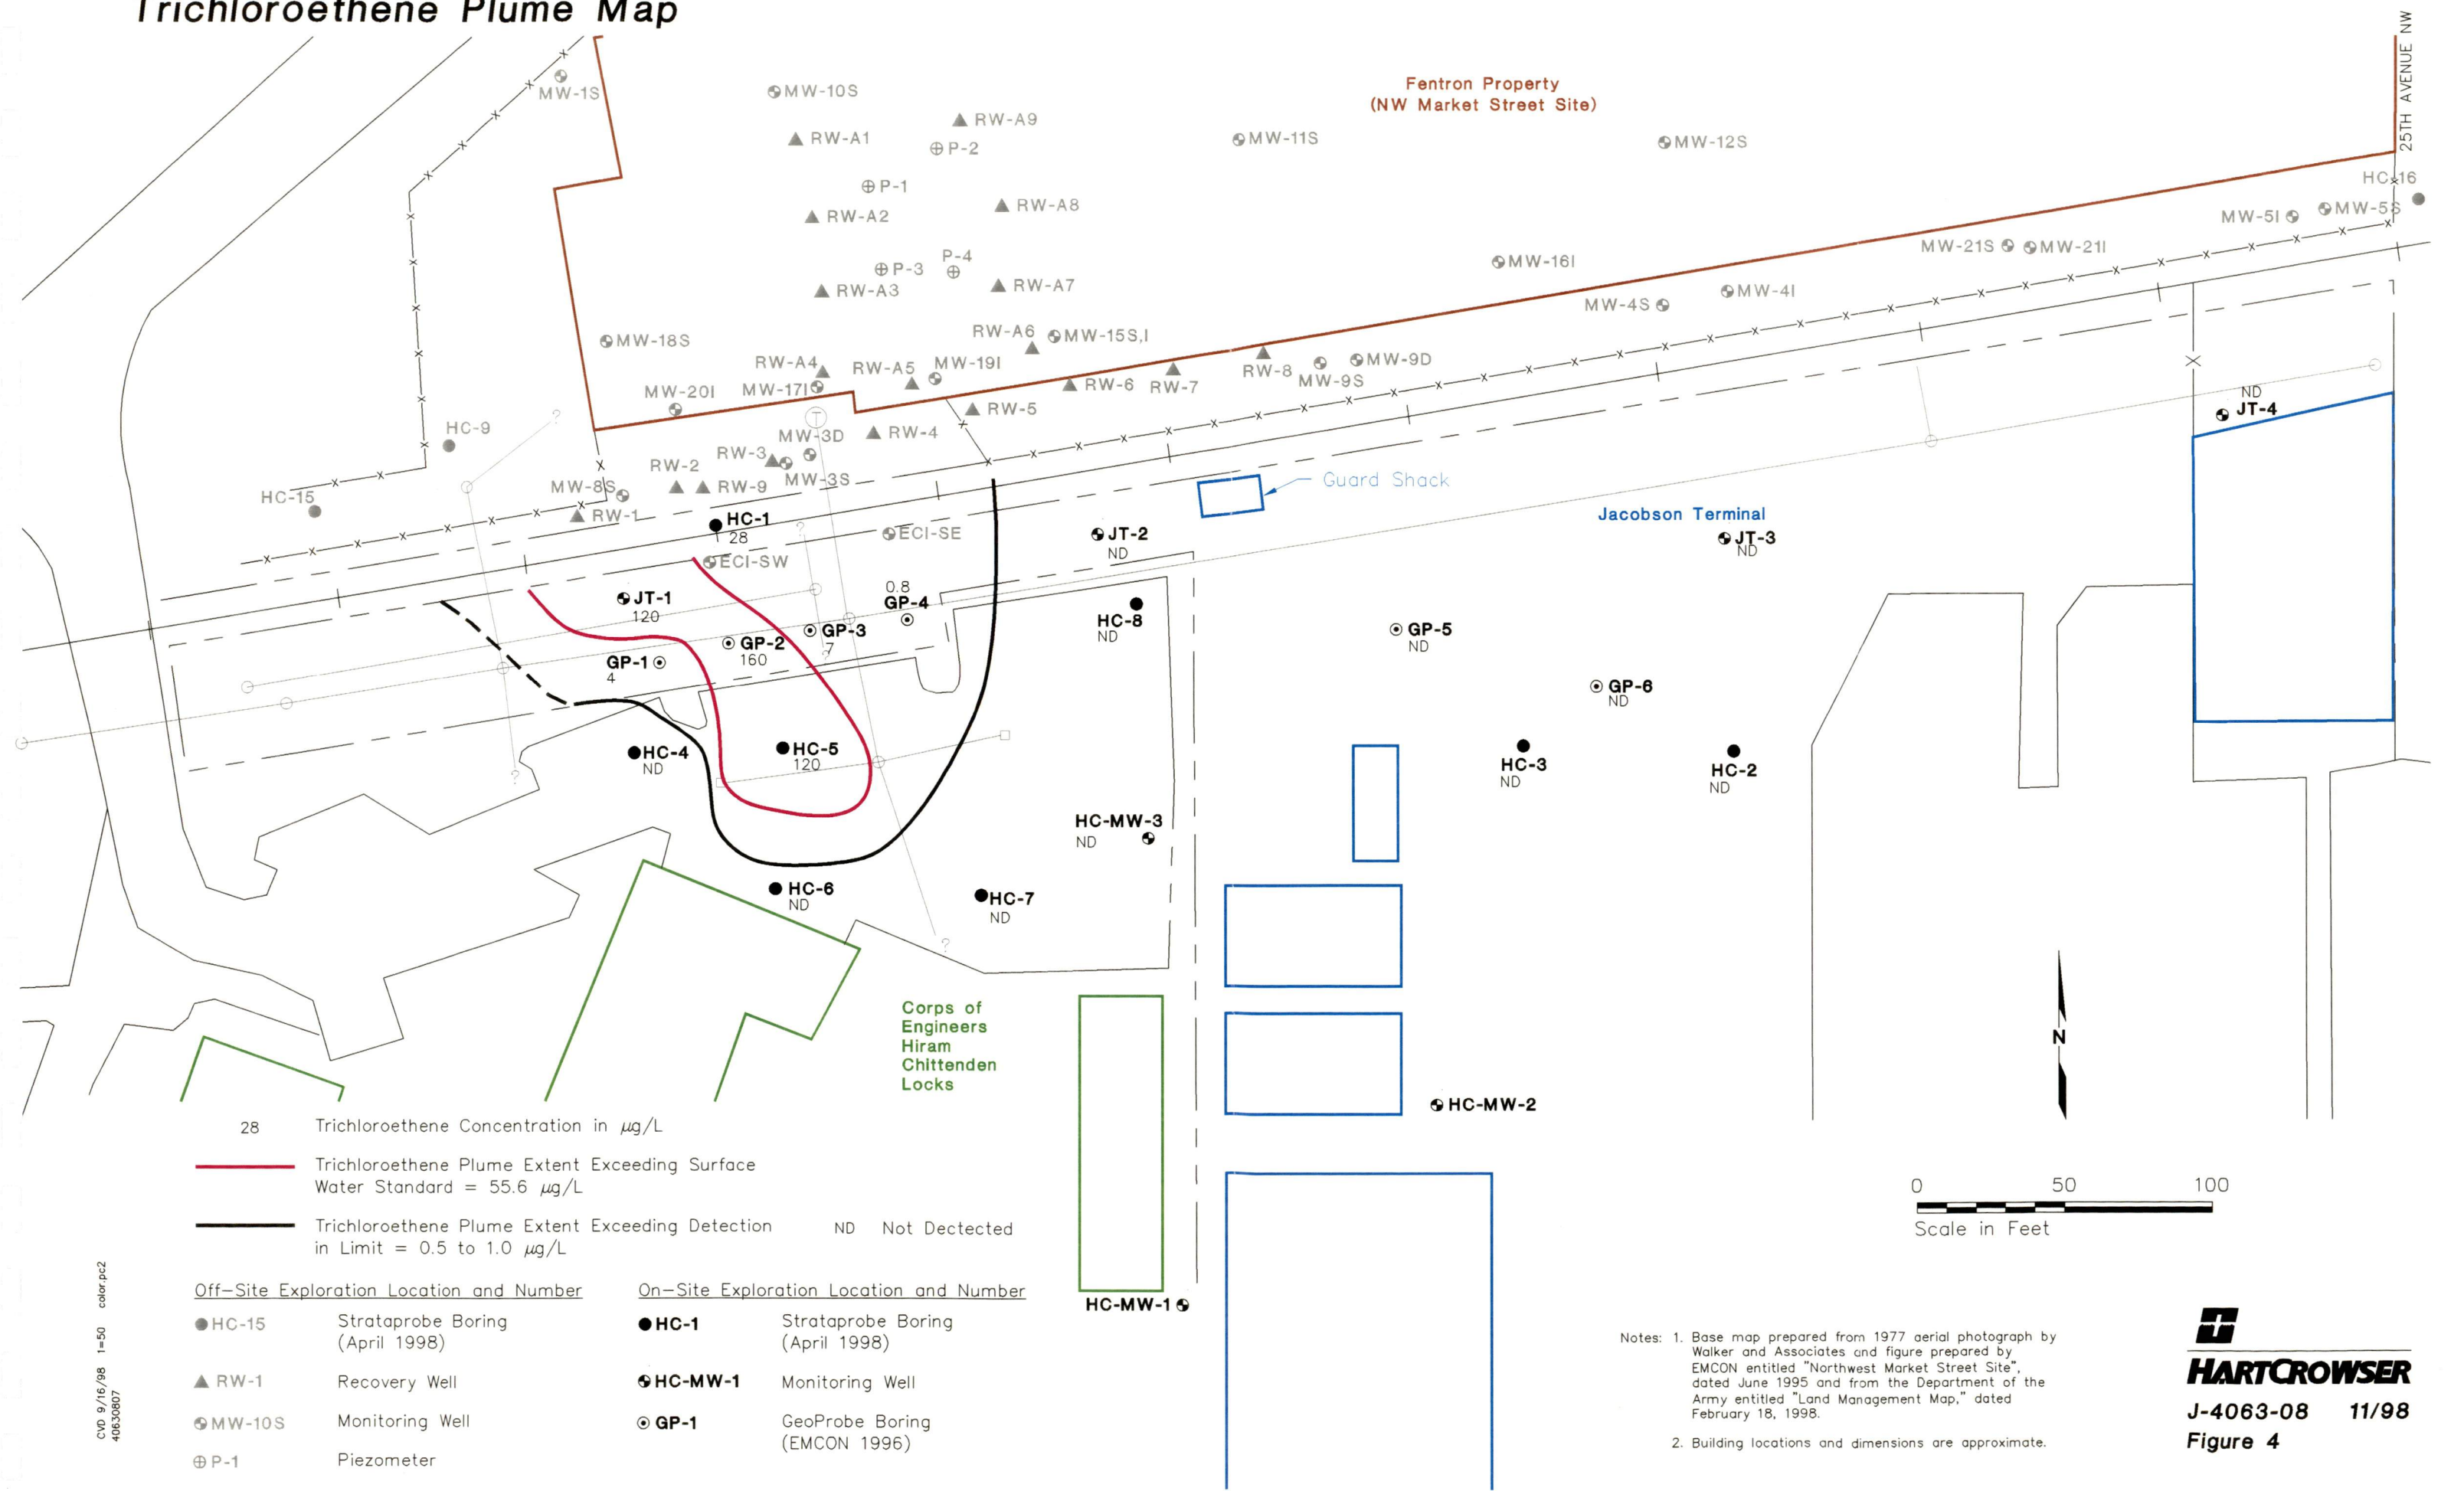 Trichloroethene Plume Map
25TH AVENUE NW
Fentron Property
(NW Market Street Site)
MW-1S
MW-10S
RW-A9
RW-A1
P-2
MW-11S
MW-12S
P-1
HC-16
RW-A2
RW-A8
MW-5I
MW-5S
MW-21S
MW-21I
P-4
P-3
MW-16I
RW-A3
RW-A7
MW-4I
MW-4S
RW-A6
MW-15S,I
MW-18S
RW-A4
RW-A5
MW-19I
MW-9D
RW-8
MW-9S
MW-20I
MW-17I
RW-6
RW-7
ND
JT-4
RW-5
?
T
HC-9
MW-3D
RW-4
RW-3
RW-2
MW-3S
Guard Shack
MW-8S
RW-9
HC-15
RW-1
HC-1
28
Jacobson Terminal
?
ECI-SE
JT-2
ND
JT-3
ND
ECI-SW
0.8
GP-4
JT-1
120
HC-8
ND
GP-3
7
?
GP-2
160
GP-5
ND
GP-1
4
GP-6
ND
HC-4
ND
HC-5
120
?
HC-3
ND
HC-2
ND
HC-MW-3
ND
HC-6
ND
HC-7
ND
?
Corps of
Engineers
Hiram
Chittenden
Locks
N
HC-MW-2
HC-MW-1
28 Trichloroethene Concentration in µg/L
Trichloroethene Plume Extent Exceeding Surface
Water Standard = 55.6 µg/L
Trichloroethene Plume Extent Exceeding Detection
in Limit = 0.5 to 1.0 µg/L
ND Not Dectected
0 50 100
Scale in Feet
Off-Site Exploration Location and Number
HC-15 Strataprobe Boring
(April 1998)
RW-1 Recovery Well
MW-10S Monitoring Well
P-1 Piezometer
On-Site Exploration Location and Number
HC-1 Strataprobe Boring
(April 1998)
HC-MW-1 Monitoring Well
GP-1 GeoProbe Boring
(EMCON 1996)
CVD 9/16/98 1=50 color.pc2
40630807
Notes: 1. Base map prepared from 1977 aerial photograph by
Walker and Associates and figure prepared by
EMCON entitled "Northwest Market Street Site",
dated June 1995 and from the Department of the
Army entitled "Land Management Map," dated
February 18, 1998.
2. Building locations and dimensions are approximate.
HARTCROWSER
J-4063-08 11/98
Figure 4